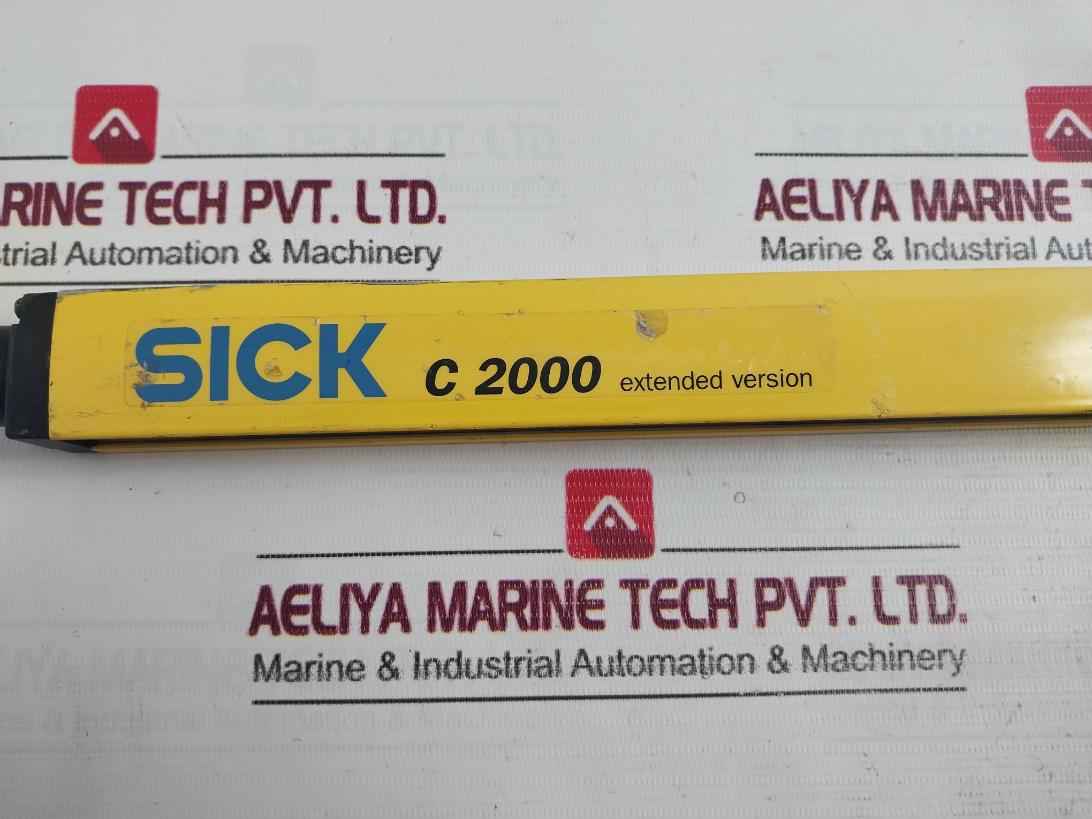 RINE TECH PVT. LTD.
strial Automation & Machinery
AELIYA MARINE
Marine & Industrial Aut
SICK C 2000 extended version
AELIYA MARINE TECH PVT. LTD.
Marine & Industrial Automation & Machinery